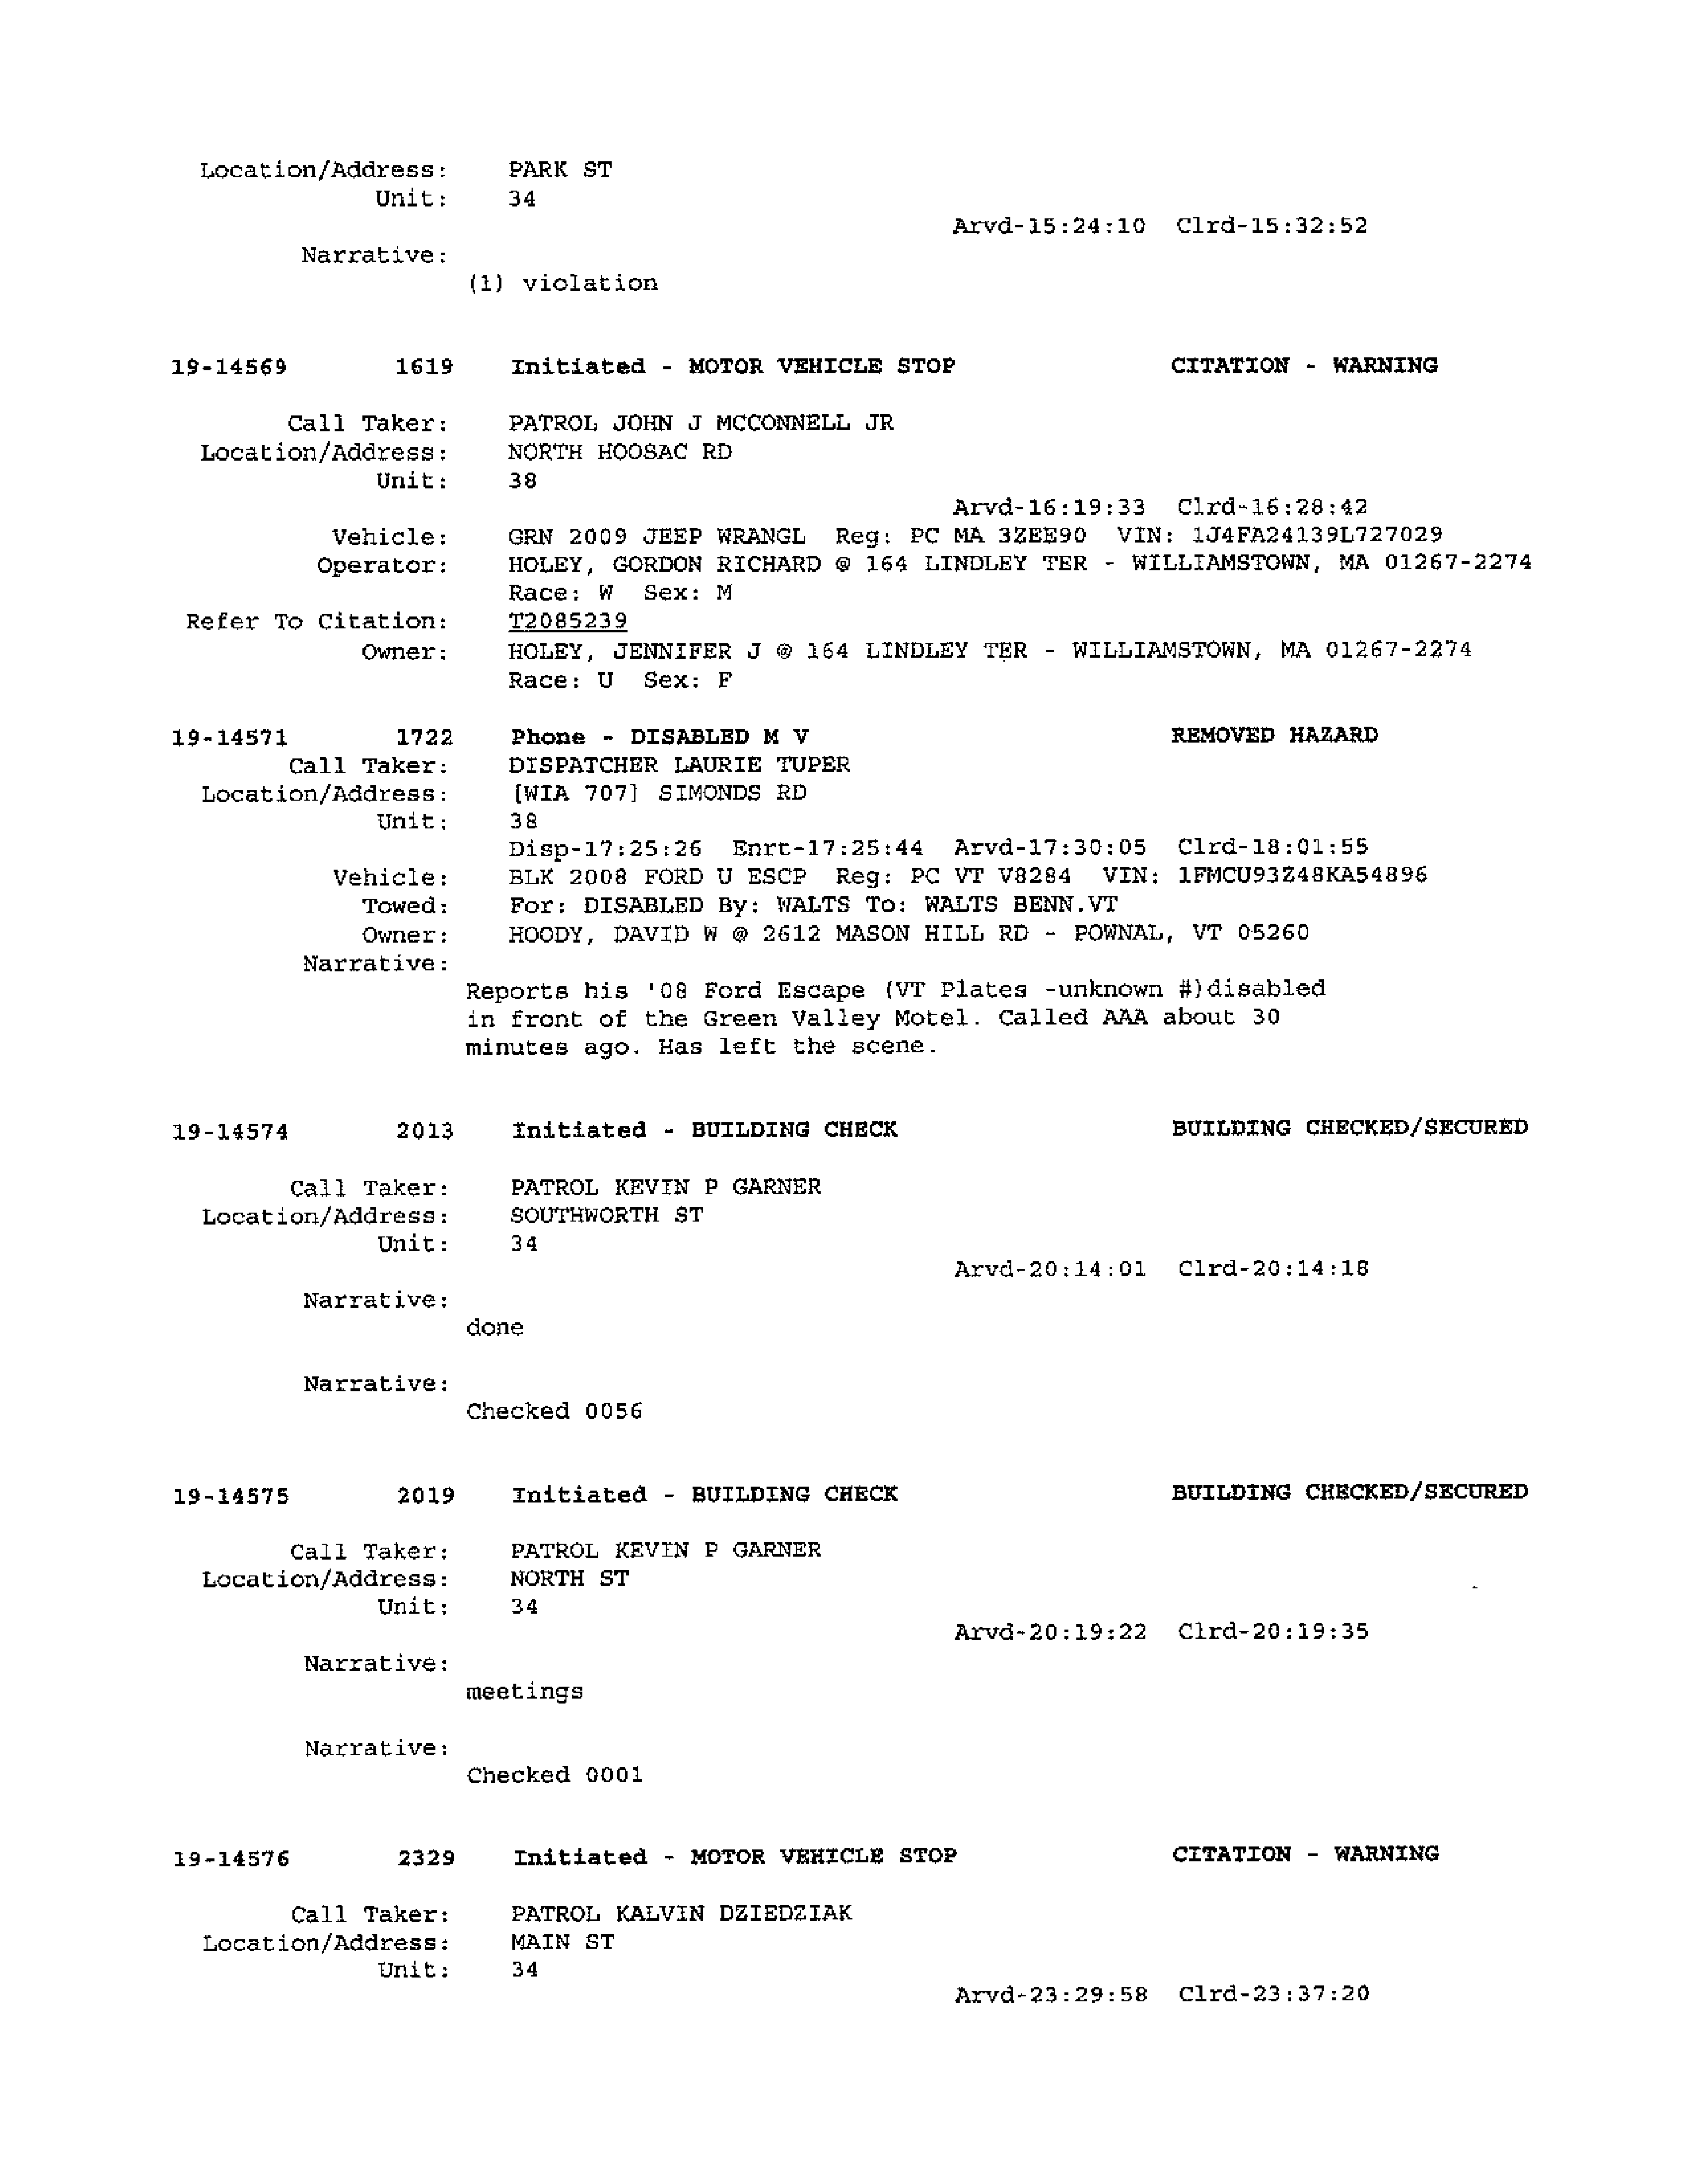 Location/Address: PARK ST
Unit: 34
Arvd-15:24:10 Clrd-15:32:52
Narrative:
(1) violation
19-14569 1619 Initiated - MOTOR VEHICLE STOP CITATION - WARNING
Call Taker: PATROL JOHN J MCCONNELL JR
Location/Address: NORTH HOOSAC RD
Unit: 38
Arvd-16:19:33 Clrd-16:28:42
Vehicle: GRN 2009 JEEP WRANGL Reg: PC MA 3ZEE90 VIN: 1J4FA24139L727029
Operator: HOLEY, GORDON RICHARD @ 164 LINDLEY TER - WILLIAMSTOWN, MA 01267-2274
Race: W Sex: M
Refer To Citation: T2085239
Owner: HOLEY, JENNIFER J @ 164 LINDLEY TER - WILLIAMSTOWN, MA 01267-2274
Race: U Sex: F
19-14571 1722 Phone - DISABLED M V REMOVED HAZARD
Call Taker: DISPATCHER LAURIE TUPER
Location/Address: [WIA 707] SIMONDS RD
Unit: 38
Disp-17:25:26 Enrt-17:25:44 Arvd-17:30:05 Clrd-18:01:55
Vehicle: BLK 2008 FORD U ESCP Reg: PC VT V8284 VIN: 1FMCU93Z48KA54896
Towed: For: DISABLED By: WALTS To: WALTS BENN.VT
Owner: HOODY, DAVID W @ 2612 MASON HILL RD - POWNAL, VT 05260
Narrative:
Reports his '08 Ford Escape (VT Plates -unknown #)disabled
in front of the Green Valley Motel. Called AAA about 30
minutes ago. Has left the scene.
19-14574 2013 Initiated - BUILDING CHECK BUILDING CHECKED/SECURED
Call Taker: PATROL KEVIN P GARNER
Location/Address: SOUTHWORTH ST
Unit: 34
Arvd-20:14:01 Clrd-20:14:18
Narrative:
done
Narrative:
Checked 0056
19-14575 2019 Initiated - BUILDING CHECK BUILDING CHECKED/SECURED
Call Taker: PATROL KEVIN P GARNER
Location/Address: NORTH ST
Unit: 34
Arvd-20:19:22 Clrd-20:19:35
Narrative:
meetings
Narrative:
Checked 0001
19-14576 2329 Initiated - MOTOR VEHICLE STOP CITATION - WARNING
Call Taker: PATROL KALVIN DZIEDZIAK
Location/Address: MAIN ST
Unit: 34
Arvd-23:29:58 Clrd-23:37:20